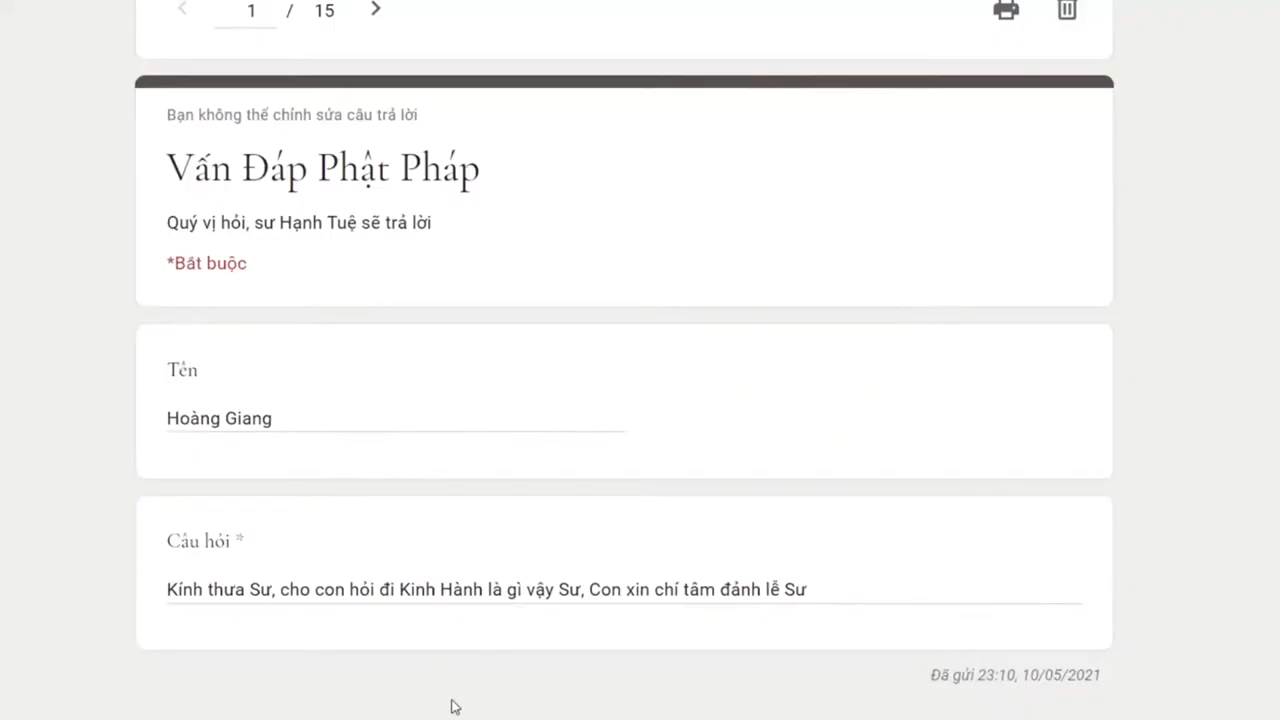 1 / 15
Bạn không thể chỉnh sửa câu trả lời
Vấn Đáp Phật Pháp
Quý vị hỏi, sư Hạnh Tuệ sẽ trả lời
*Bắt buộc
Tên
Hoàng Giang
Câu hỏi *
Kính thưa Sư, cho con hỏi đi Kinh Hành là gì vậy Sư, Con xin chí tâm đảnh lễ Sư
Đã gửi 23:10, 10/05/2021